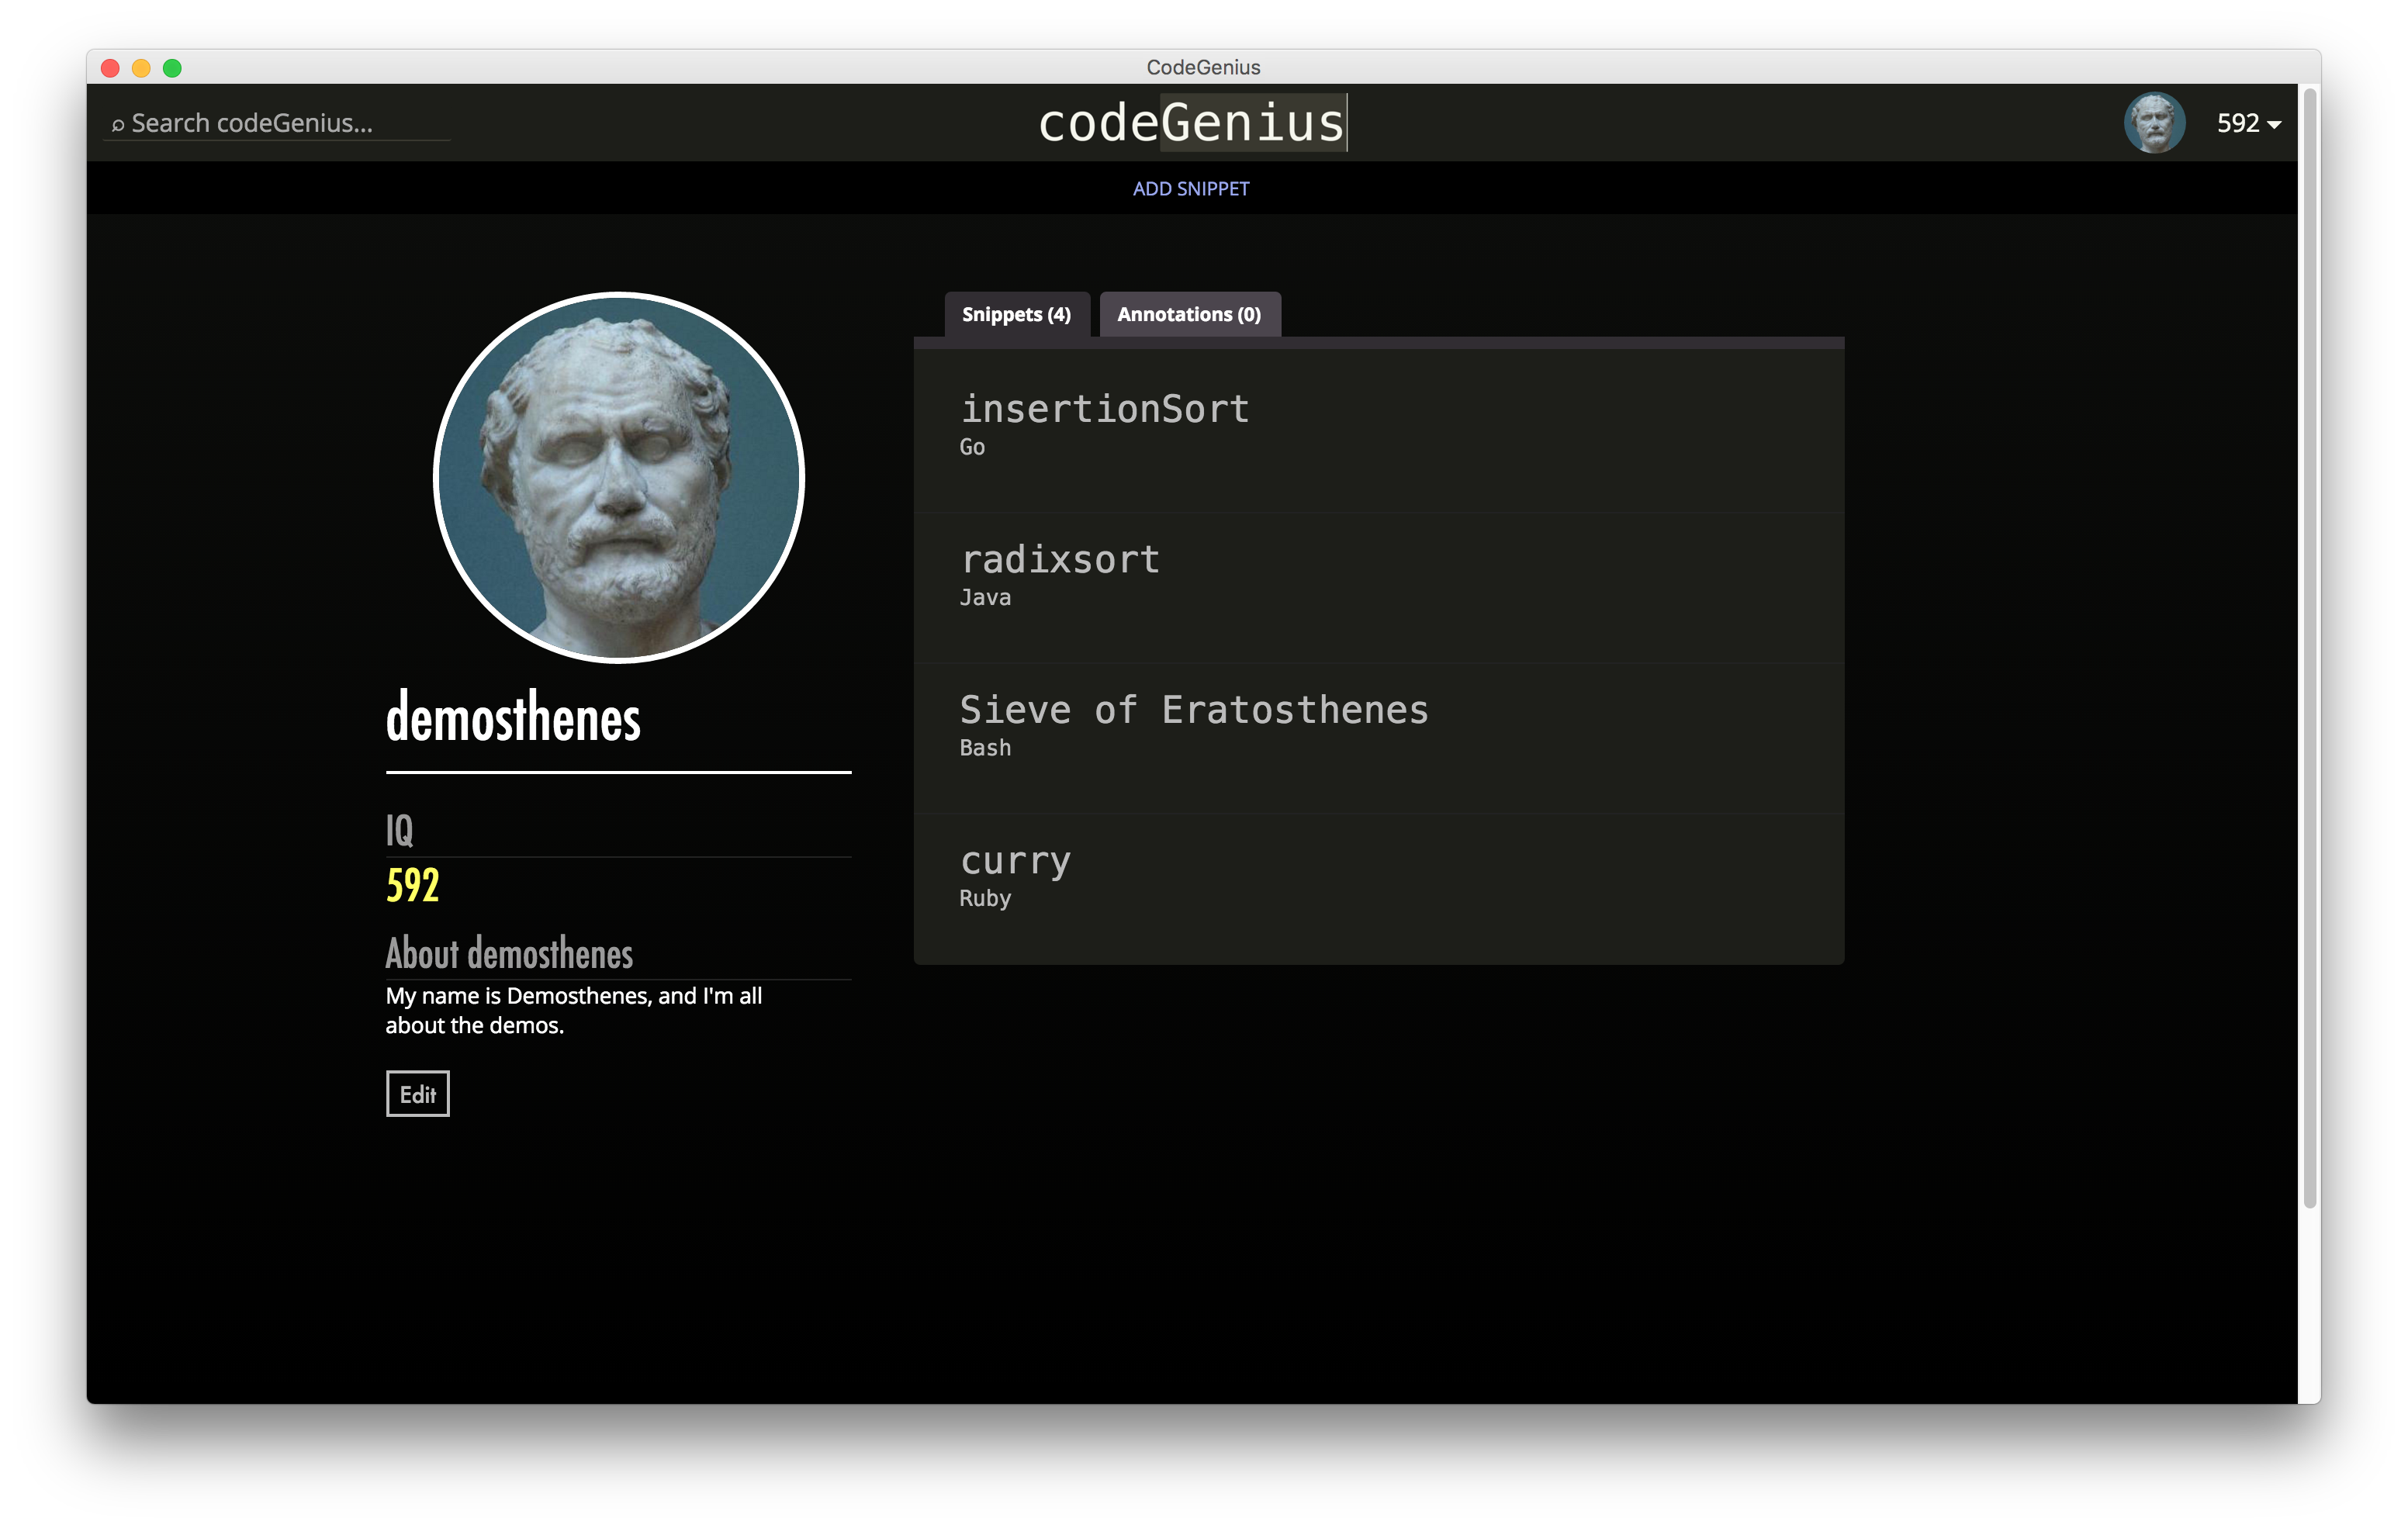 CodeGenius
Search codeGenius...
codeGenius
592
ADD SNIPPET
demosthenes
IQ
592
About demosthenes
My name is Demosthenes, and I'm all
about the demos.
Edit
Snippets (4)
Annotations (0)
insertionSort
Go
radixsort
Java
Sieve of Eratosthenes
Bash
curry
Ruby